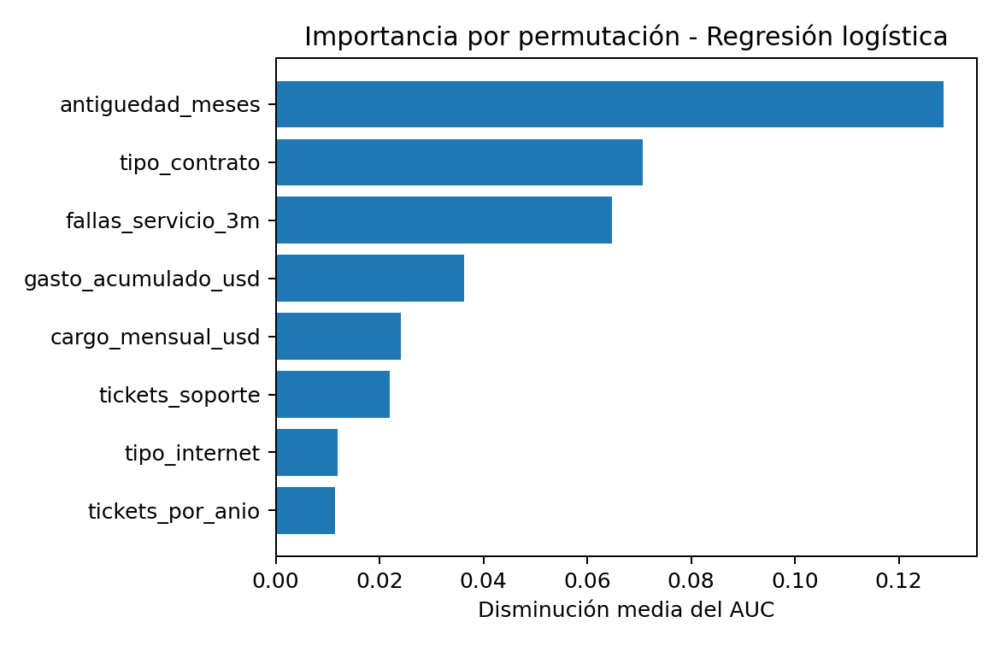 Importancia por permutación - Regresión logística
antiguedad_meses
tipo_contrato
fallas_servicio_3m
gasto_acumulado_usd
cargo_mensual_usd
tickets_soporte
tipo_internet
tickets_por_anio
0.00 0.02 0.04 0.06 0.08 0.10 0.12
Disminución media del AUC